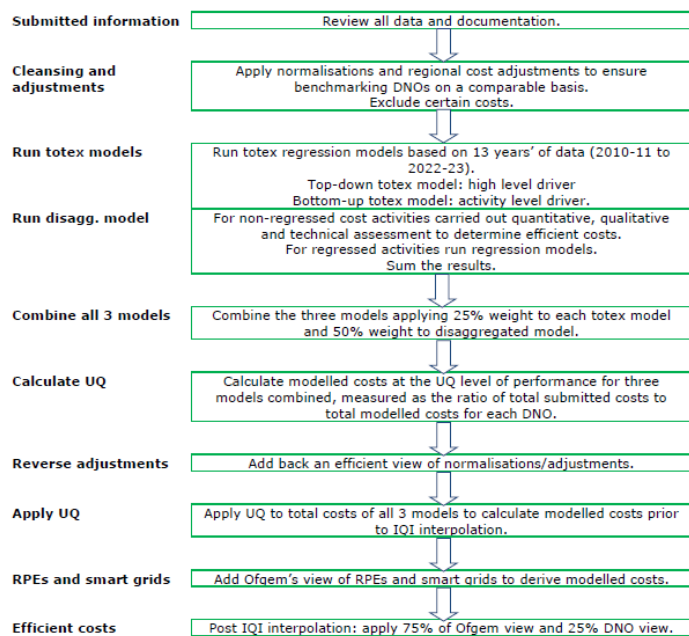 Submitted information
Review all data and documentation.
Cleansing and
adjustments
Apply normalisations and regional cost adjustments to ensure
benchmarking DNOs on a comparable basis.
Exclude certain costs.
Run totex models
Run totex regression models based on 13 years' of data (2010-11 to
2022-23).
Top-down totex model: high level driver
Bottom-up totex model: activity level driver.
Run disagg. model
For non-regressed cost activities carried out quantitative, qualitative
and technical assessment to determine efficient costs.
For regressed activities run regression models.
Sum the results.
Combine all 3 models
Combine the three models applying 25% weight to each totex model
and 50% weight to disaggregated model.
Calculate UQ
Calculate modelled costs at the UQ level of performance for three
models combined, measured as the ratio of total submitted costs to
total modelled costs for each DNO.
Reverse adjustments
Add back an efficient view of normalisations/adjustments.
Apply UQ
Apply UQ to total costs of all 3 models to calculate modelled costs prior
to IQI interpolation.
RPEs and smart grids
Add Ofgem's view of RPEs and smart grids to derive modelled costs.
Efficient costs
Post IQI interpolation: apply 75% of Ofgem view and 25% DNO view.